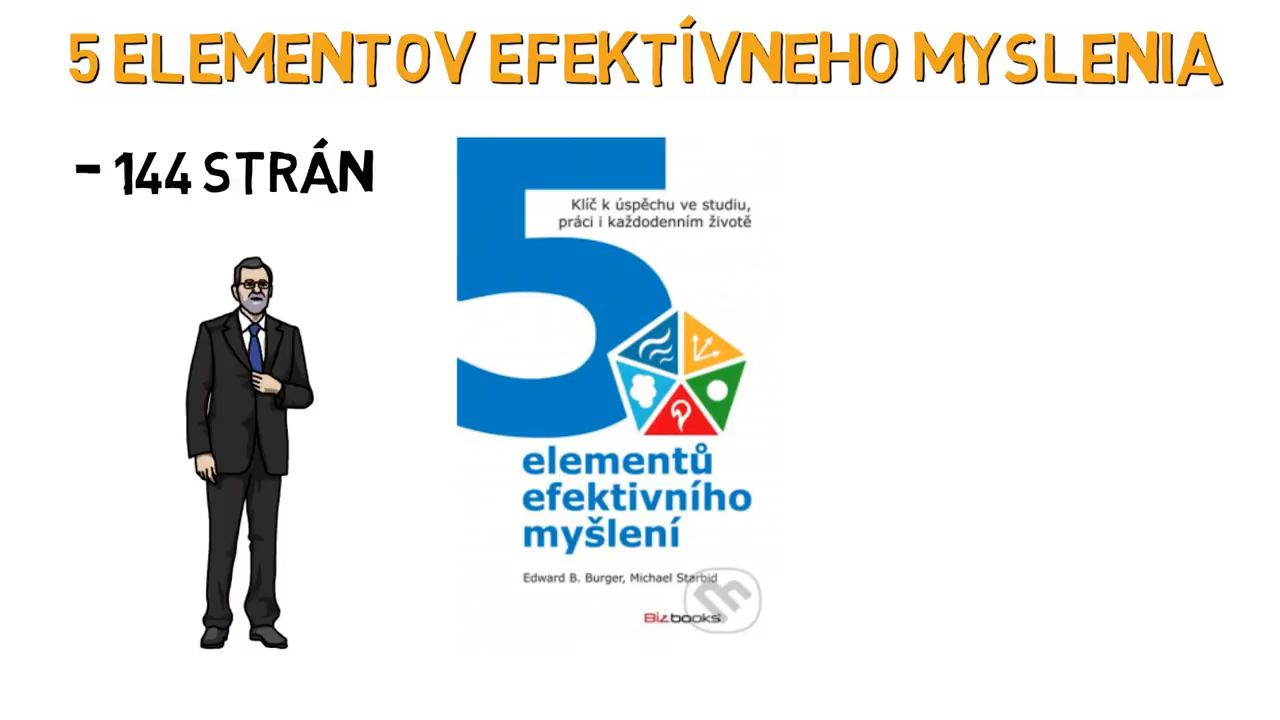 5 ELEMENTOV EFEKTÍVNEHO MYSLENIA
- 144 STRÁN
5
Klíč k úspěchu ve studiu,
práci i každodenním životě
elementů
efektivního
myšlení
Edward B. Burger, Michael Starbid
Bizbooks